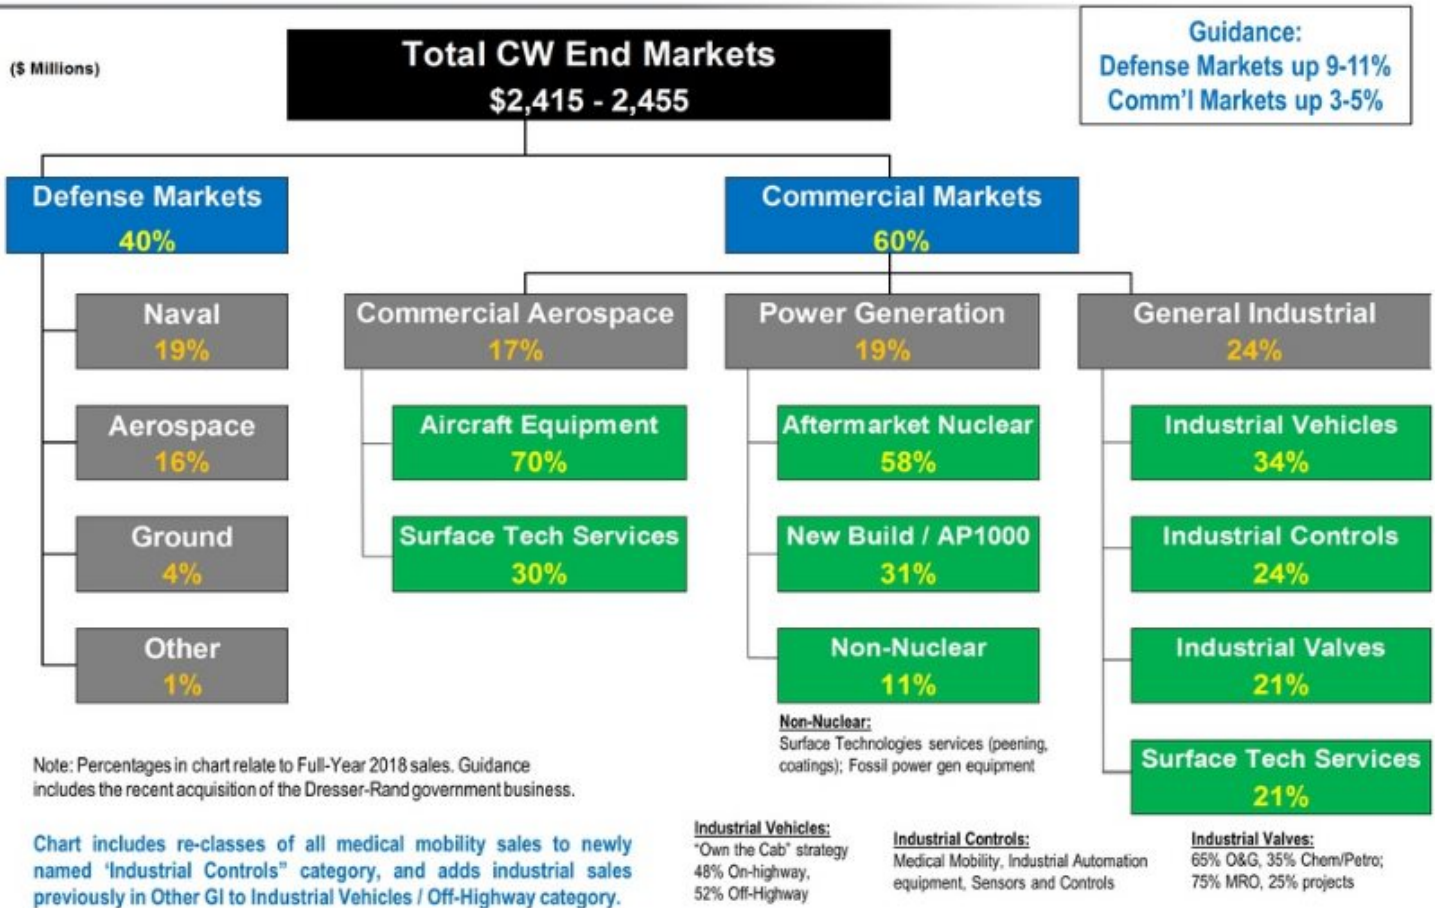 ($ Millions)
Total CW End Markets
$2,415 - 2,455
Guidance:
Defense Markets up 9-11%
Comm'l Markets up 3-5%
Defense Markets
40%
Commercial Markets
60%
Naval
19%
Aerospace
16%
Ground
4%
Other
1%
Commercial Aerospace
17%
Aircraft Equipment
70%
Surface Tech Services
30%
Power Generation
19%
Aftermarket Nuclear
58%
New Build / AP1000
31%
Non-Nuclear
11%
Non-Nuclear:
Surface Technologies services (peening,
coatings); Fossil power gen equipment
General Industrial
24%
Industrial Vehicles
34%
Industrial Controls
24%
Industrial Valves
21%
Surface Tech Services
21%
Note: Percentages in chart relate to Full-Year 2018 sales. Guidance
includes the recent acquisition of the Dresser-Rand government business.
Chart includes re-classes of all medical mobility sales to newly
named 'Industrial Controls" category, and adds industrial sales
previously in Other GI to Industrial Vehicles / Off-Highway category.
Industrial Vehicles:
"Own the Cab" strategy
48% On-highway,
52% Off-Highway
Industrial Controls:
Medical Mobility, Industrial Automation
equipment, Sensors and Controls
Industrial Valves:
65% O&G, 35% Chem/Petro;
75% MRO, 25% projects